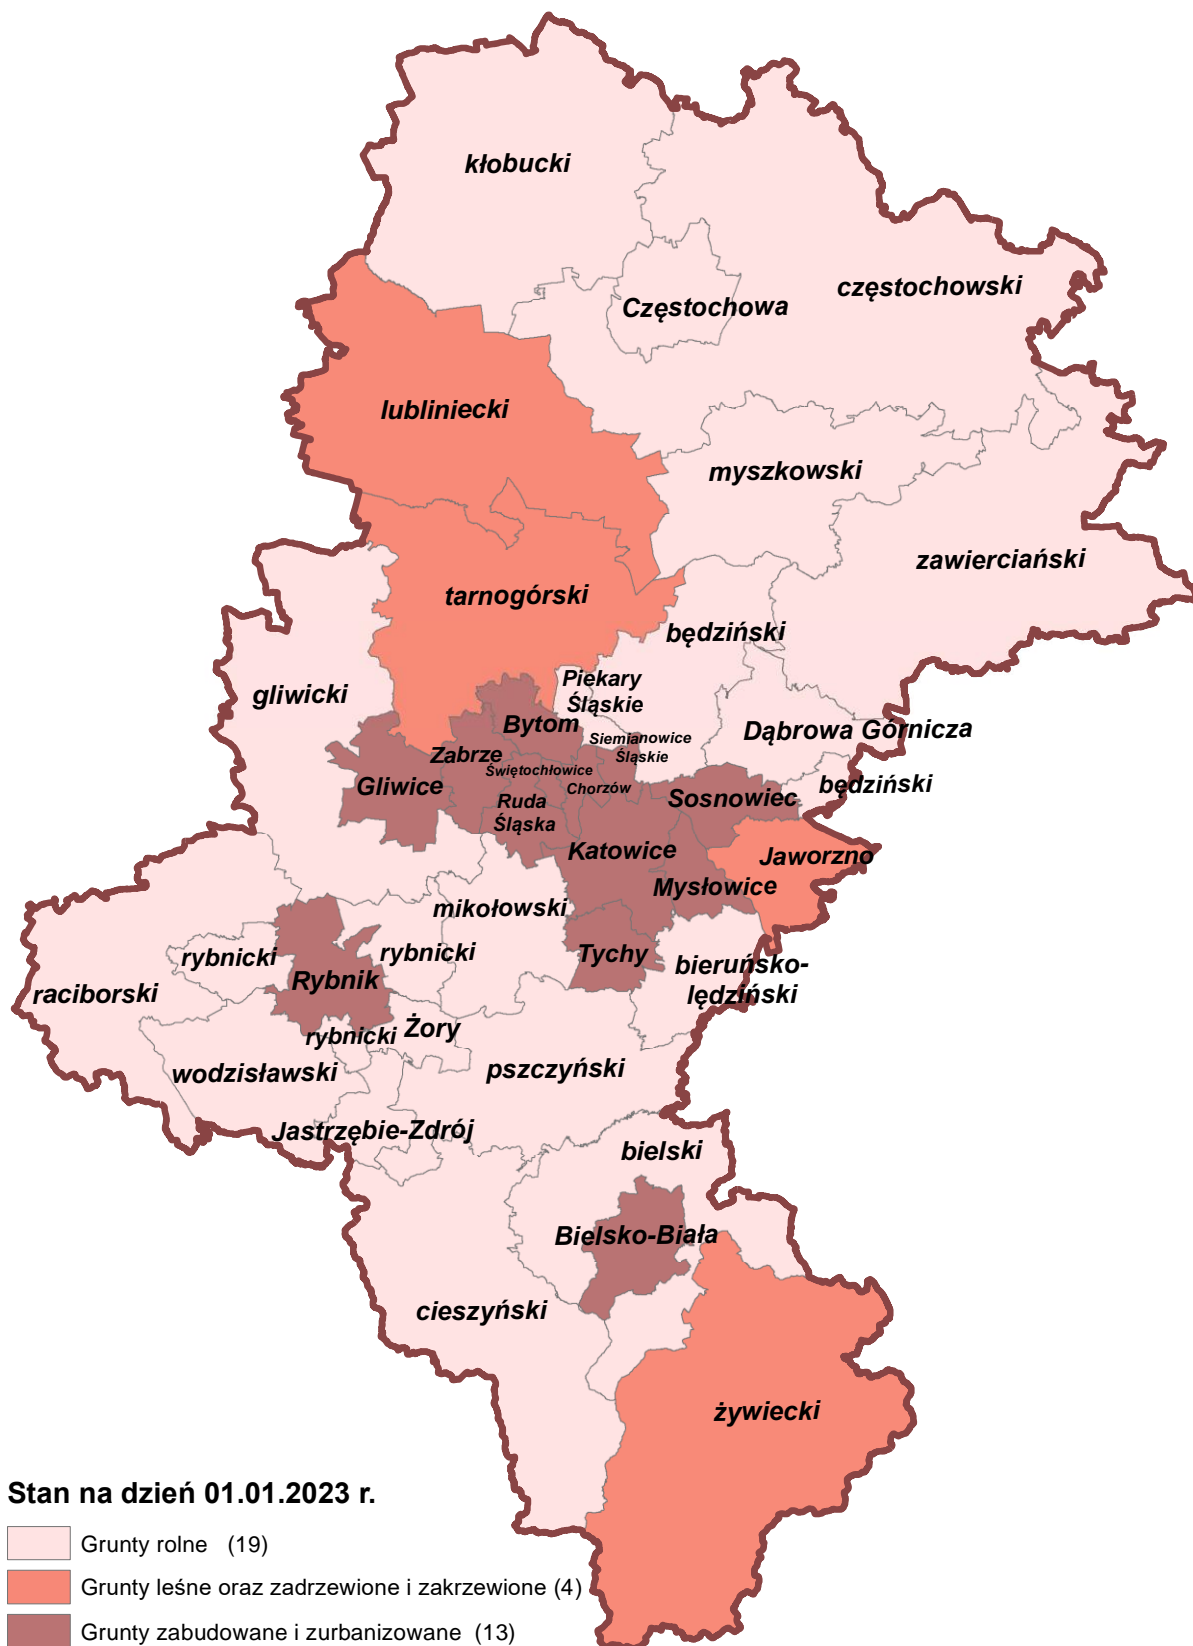 kłobucki
częstochowski
Częstochowa
lubliniecki
myszkowski
zawierciański
tarnogórski
będziński
gliwicki
Piekary
Śląskie
Bytom
Siemianowice
Śląskie
Dąbrowa Górnicza
Zabrze
Świętochłowice
Gliwice
Chorzów
będziński
Sosnowiec
Ruda
Śląska
Katowice
Jaworzno
Mysłowice
mikołowski
rybnicki
rybnicki
Tychy
bieruńsko-
lędziński
Rybnik
raciborski
rybnicki
Żory
wodzisławski
pszczyński
Jastrzębie-Zdrój
bielski
Bielsko-Biała
cieszyński
żywiecki
Stan na dzień 01.01.2023 r.
Grunty rolne (19)
Grunty leśne oraz zadrzewione i zakrzewione (4)
Grunty zabudowane i zurbanizowane (13)